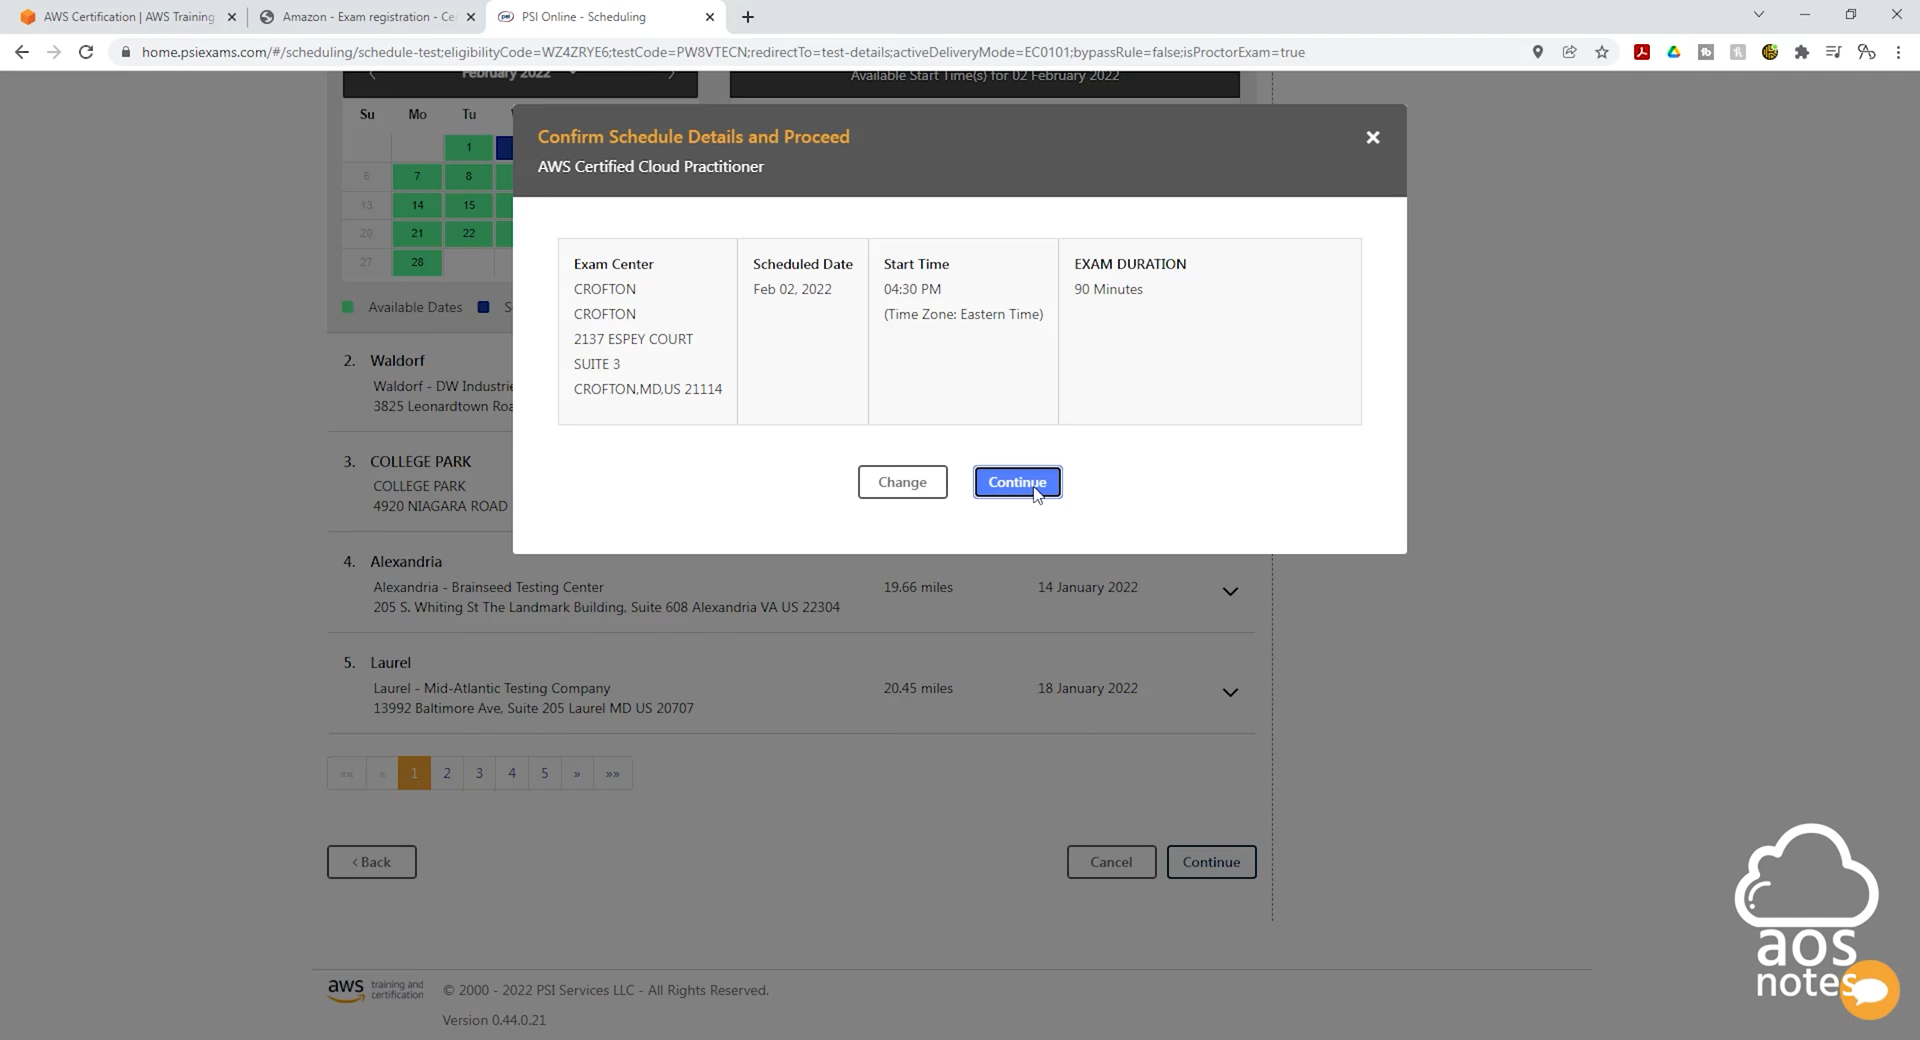 AWS Certification | AWS Training
Amazon - Exam registration - Ce
PSI Online - Scheduling
home.psiexams.com/#/scheduling/schedule-test;eligibilityCode=WZ4ZRYE6;testCode=PW8VTECN;redirectTo=test-details;activeDeliveryMode=EC0101;bypassRule=false;isProctorExam=true
February 2022
Available Start Time(s) for 02 February 2022
Su Mo Tu
1
6 7 8
13 14 15
20 21 22
27 28
Available Dates S
Confirm Schedule Details and Proceed
AWS Certified Cloud Practitioner
Exam Center
CROFTON
CROFTON
2137 ESPEY COURT
SUITE 3
CROFTON,MD,US 21114
Scheduled Date
Feb 02, 2022
Start Time
04:30 PM
(Time Zone: Eastern Time)
EXAM DURATION
90 Minutes
Change
Continue
2. Waldorf
Waldorf - DW Industrie
3825 Leonardtown Roa
3. COLLEGE PARK
COLLEGE PARK
4920 NIAGARA ROAD
4. Alexandria
Alexandria - Brainseed Testing Center 19.66 miles 14 January 2022
205 S. Whiting St The Landmark Building, Suite 608 Alexandria VA US 22304
5. Laurel
Laurel - Mid-Atlantic Testing Company 20.45 miles 18 January 2022
13992 Baltimore Ave, Suite 205 Laurel MD US 20707
«« « 1 2 3 4 5 » »»
< Back
Cancel
Continue
aws training and certification
© 2000 - 2022 PSI Services LLC - All Rights Reserved.
Version 0.44.0.21
aos
notes